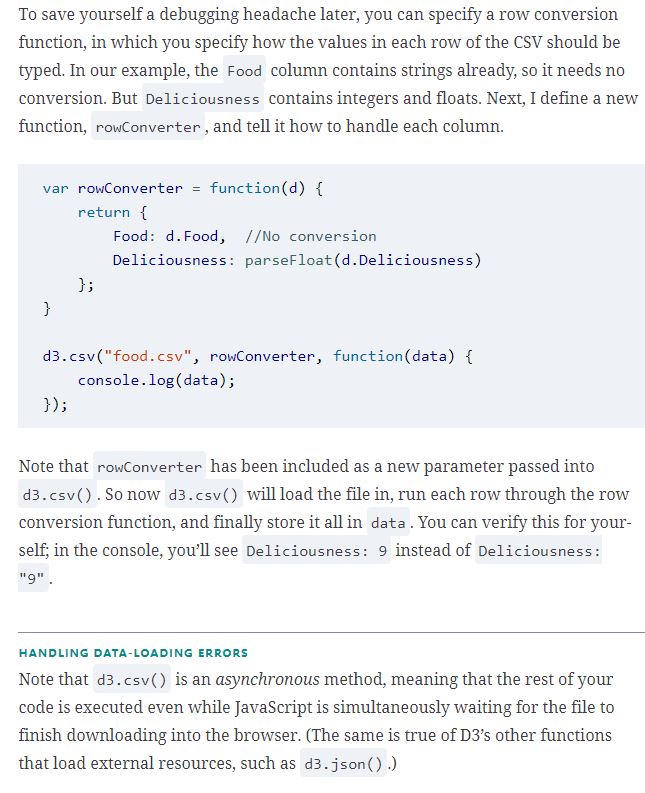 To save yourself a debugging headache later, you can specify a row conversion
function, in which you specify how the values in each row of the CSV should be
typed. In our example, the Food column contains strings already, so it needs no
conversion. But Deliciousness contains integers and floats. Next, I define a new
function, rowConverter, and tell it how to handle each column.
var rowConverter = function(d) {
    return {
        Food: d.Food,  //No conversion
        Deliciousness: parseFloat(d.Deliciousness)
    };
}
d3.csv("food.csv", rowConverter, function(data) {
    console.log(data);
});
Note that rowConverter has been included as a new parameter passed into
d3.csv(). So now d3.csv() will load the file in, run each row through the row
conversion function, and finally store it all in data. You can verify this for your-
self; in the console, you’ll see Deliciousness: 9 instead of Deliciousness:
"9".
HANDLING DATA-LOADING ERRORS
Note that d3.csv() is an asynchronous method, meaning that the rest of your
code is executed even while JavaScript is simultaneously waiting for the file to
finish downloading into the browser. (The same is true of D3’s other functions
that load external resources, such as d3.json().)